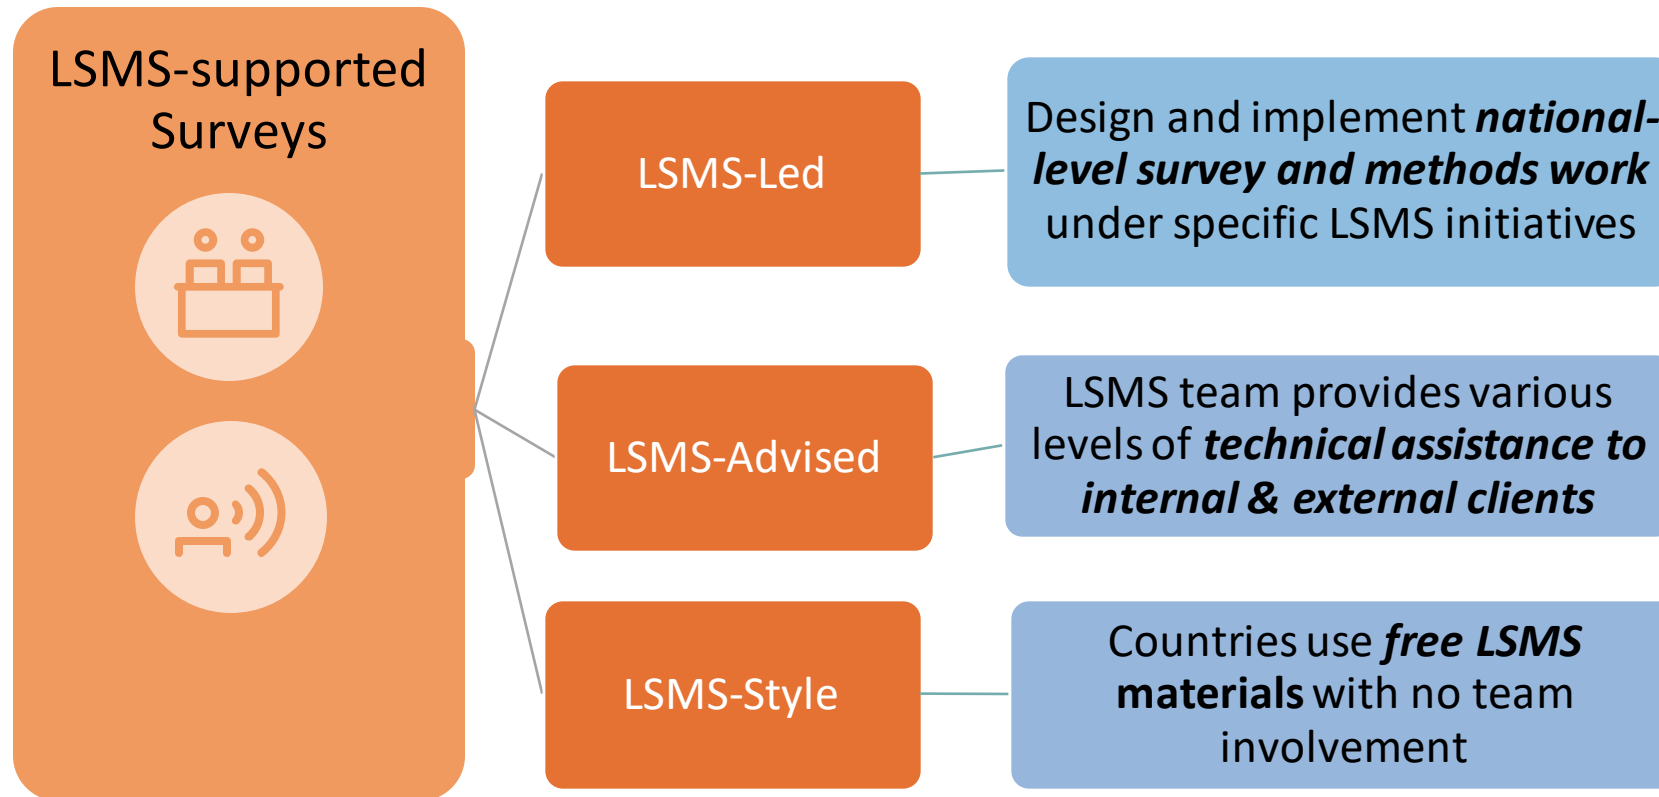 LSMS-supported
Surveys
LSMS-Led
Design and implement national-
level survey and methods work
under specific LSMS initiatives
LSMS-Advised
LSMS team provides various
levels of technical assistance to
internal & external clients
LSMS-Style
Countries use free LSMS
materials with no team
involvement